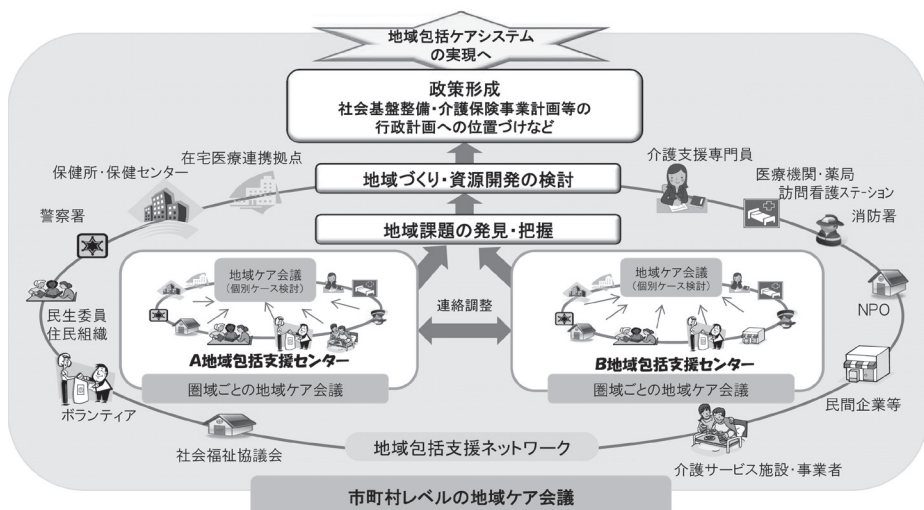 地域包括ケアシステム
の実現へ
政策形成
社会基盤整備・介護保険事業計画等の
行政計画への位置づけなど
地域づくり・資源開発の検討
地域課題の発見・把握
在宅医療連携拠点
保健所・保健センター
警察署
民生委員
住民組織
ボランティア
社会福祉協議会
介護支援専門員
医療機関・薬局
訪問看護ステーション
消防署
NPO
民間企業等
介護サービス施設・事業者
地域ケア会議
(個別ケース検討)
A地域包括支援センター
圏域ごとの地域ケア会議
連絡調整
地域ケア会議
(個別ケース検討)
B地域包括支援センター
圏域ごとの地域ケア会議
地域包括支援ネットワーク
市町村レベルの地域ケア会議